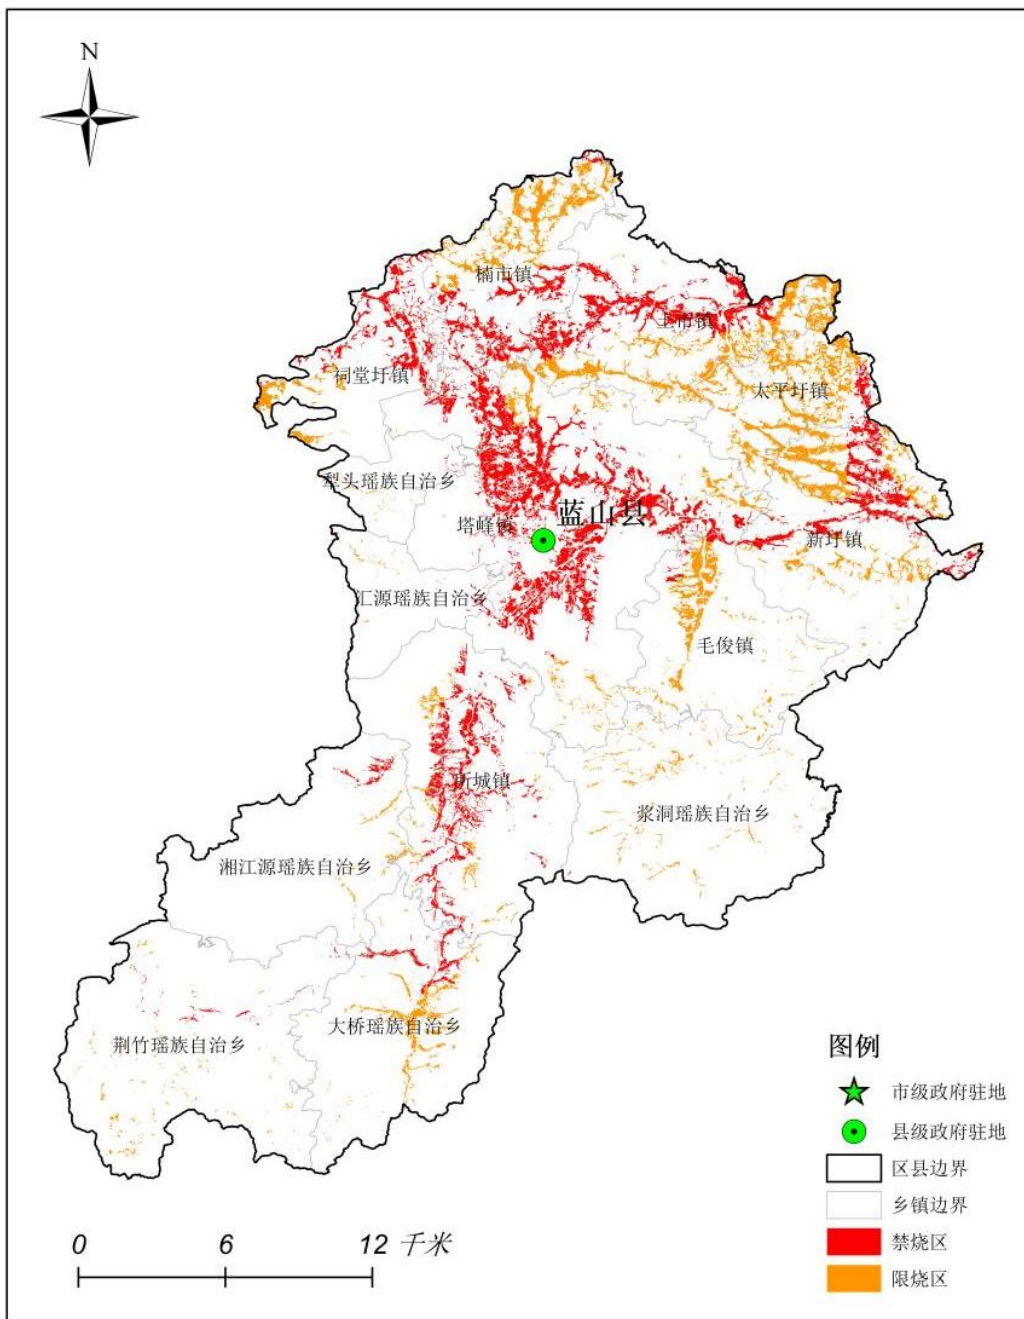 N
楠市镇
土市镇
祠堂圩镇
太平圩镇
犁头瑶族自治乡
塔峰镇
蓝山县
新圩镇
汇源瑶族自治乡
毛俊镇
所城镇
浆洞瑶族自治乡
湘江源瑶族自治乡
大桥瑶族自治乡
荆竹瑶族自治乡
图例
市级政府驻地
县级政府驻地
区县边界
乡镇边界
禁烧区
限烧区
0 6 12 千米